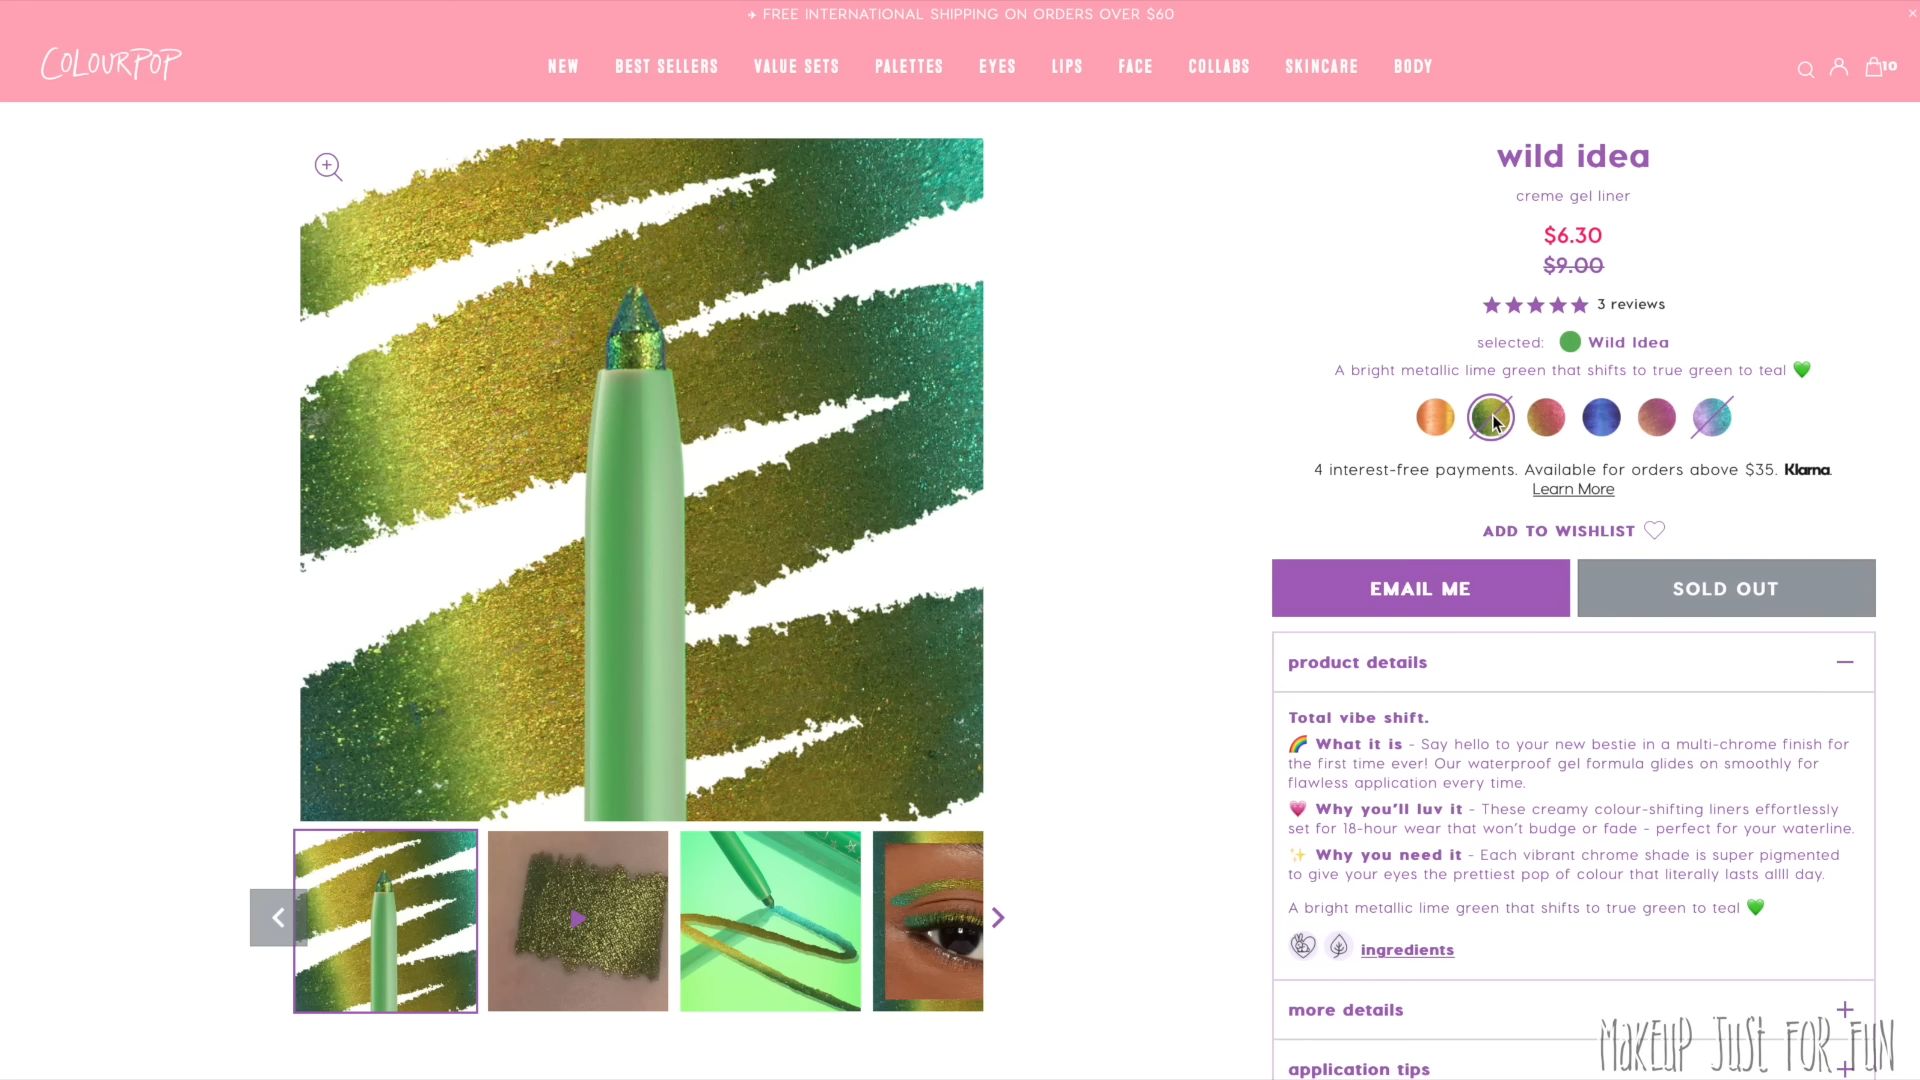 ✈ FREE INTERNATIONAL SHIPPING ON ORDERS OVER $60
COLOURPOP
NEW BEST SELLERS VALUE SETS PALETTES EYES LIPS FACE COLLABS SKINCARE BODY
10
wild idea
creme gel liner
$6.30
$9.00
3 reviews
selected: Wild Idea
A bright metallic lime green that shifts to true green to teal 💚
4 interest-free payments. Available for orders above $35. Klarna.
Learn More
ADD TO WISHLIST
EMAIL ME SOLD OUT
product details
Total vibe shift.
🌈 What it is - Say hello to your new bestie in a multi-chrome finish for
the first time ever! Our waterproof gel formula glides on smoothly for
flawless application every time.
💗 Why you'll luv it - These creamy colour-shifting liners effortlessly
set for 18-hour wear that won't budge or fade - perfect for your waterline.
✨ Why you need it - Each vibrant chrome shade is super pigmented
to give your eyes the prettiest pop of colour that literally lasts allll day.
A bright metallic lime green that shifts to true green to teal 💚
ingredients
more details
application tips
MAKEUP JUST FOR FUN